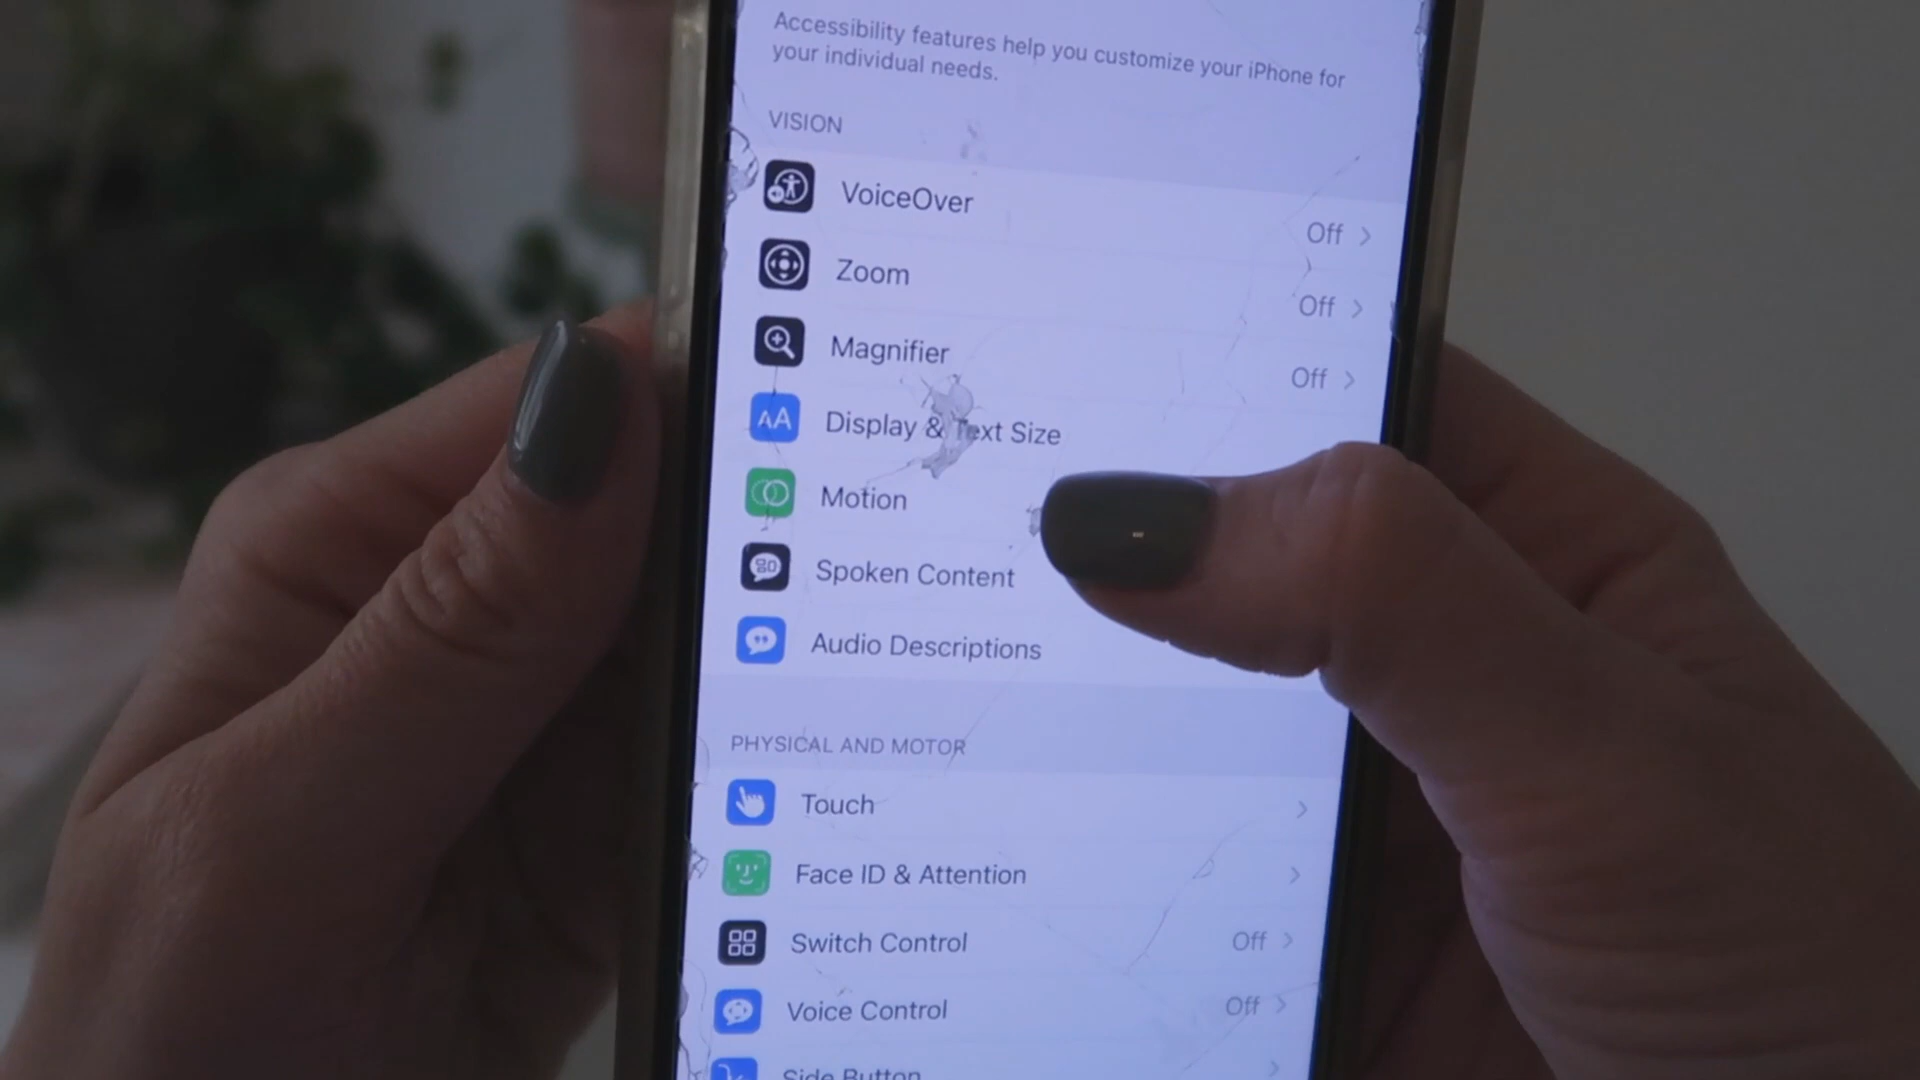 Accessibility features help you customize your iPhone for
your individual needs.
VISION
VoiceOver Off
Zoom Off
Magnifier Off
Display & Text Size
Motion
Spoken Content
Audio Descriptions
PHYSICAL AND MOTOR
Touch
Face ID & Attention
Switch Control Off
Voice Control Off
Side Button